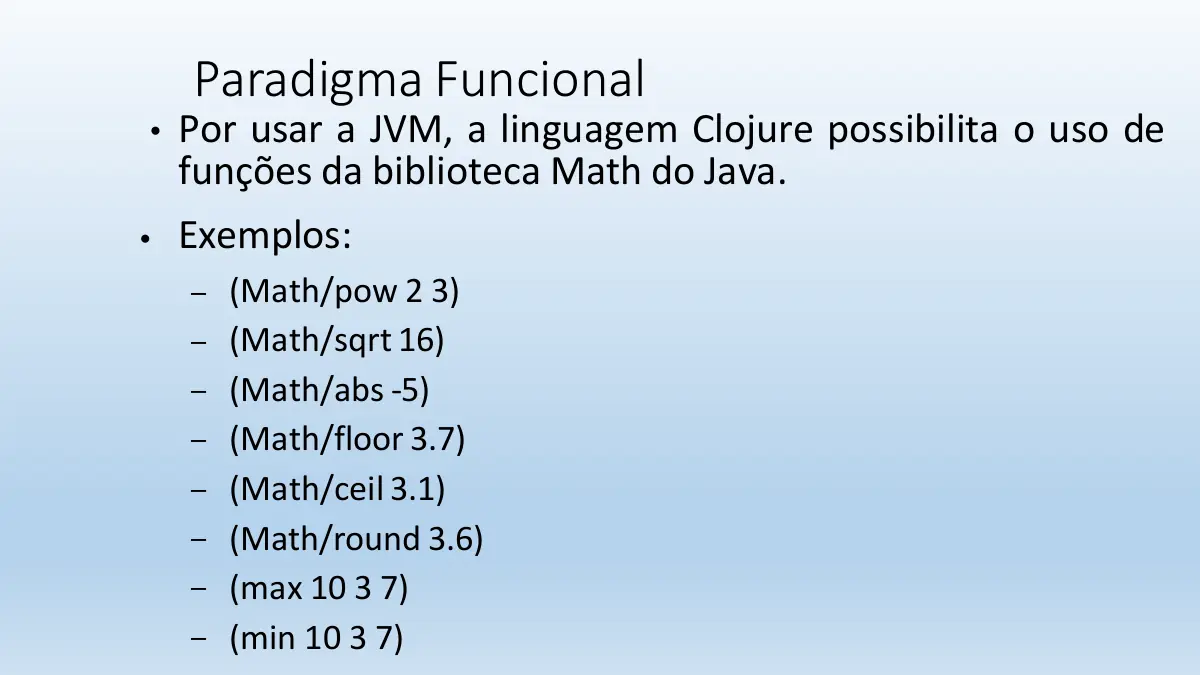 Paradigma Funcional
• Por usar a JVM, a linguagem Clojure possibilita o uso de
funções da biblioteca Math do Java.
• Exemplos:
– (Math/pow 2 3)
– (Math/sqrt 16)
– (Math/abs -5)
– (Math/floor 3.7)
– (Math/ceil 3.1)
– (Math/round 3.6)
– (max 10 3 7)
– (min 10 3 7)